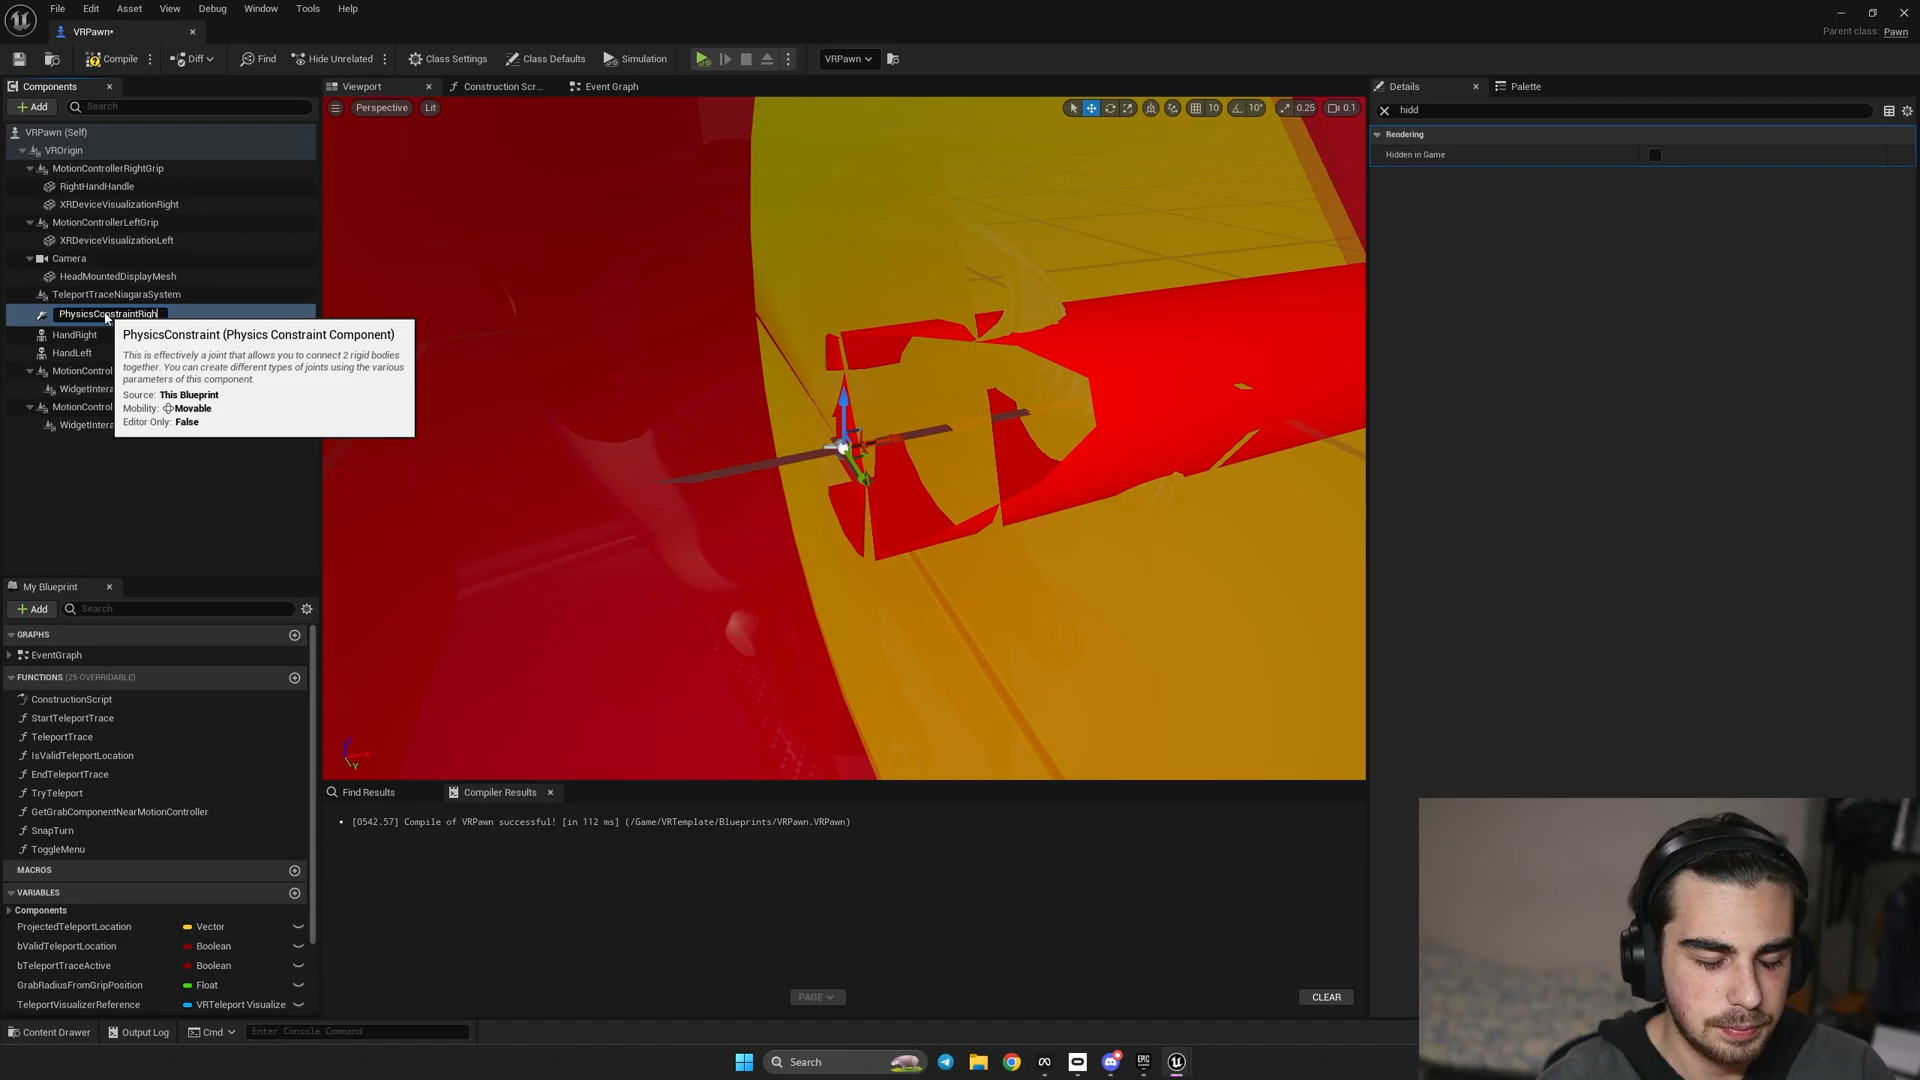 File Edit Asset View Debug Window Tools Help
VRPawn•
Parent class: Pawn
Compile Diff Find Hide Unrelated Class Settings Class Defaults Simulation VRPawn
Components
Viewport Construction Scr... Event Graph
Details Palette
Add Search
Perspective Lit 10 10° 0.25 0.1
hidd
VRPawn (Self)
Rendering
VROrigin
Hidden in Game
MotionControllerRightGrip
RightHandHandle
XRDeviceVisualizationRight
MotionControllerLeftGrip
XRDeviceVisualizationLeft
Camera
HeadMountedDisplayMesh
TeleportTraceNiagaraSystem
PhysicsConstraintRigh
HandRight
HandLeft
MotionControl
WidgetIntera
MotionControl
WidgetIntera
PhysicsConstraint (Physics Constraint Component)
This is effectively a joint that allows you to connect 2 rigid bodies
together. You can create different types of joints using the various
parameters of this component.
Source: This Blueprint
Mobility: Movable
Editor Only: False
My Blueprint
Add Search
GRAPHS
EventGraph
FUNCTIONS (25 OVERRIDABLE)
ConstructionScript
StartTeleportTrace
TeleportTrace
IsValidTeleportLocation
EndTeleportTrace
TryTeleport
GetGrabComponentNearMotionController
SnapTurn
ToggleMenu
MACROS
VARIABLES
Components
ProjectedTeleportLocation Vector
bValidTeleportLocation Boolean
bTeleportTraceActive Boolean
GrabRadiusFromGripPosition Float
TeleportVisualizerReference VRTeleport Visualize
Find Results Compiler Results
• [0542.57] Compile of VRPawn successful! [in 112 ms] (/Game/VRTemplate/Blueprints/VRPawn.VRPawn)
PAGE CLEAR
Content Drawer Output Log Cmd Enter Console Command
Search